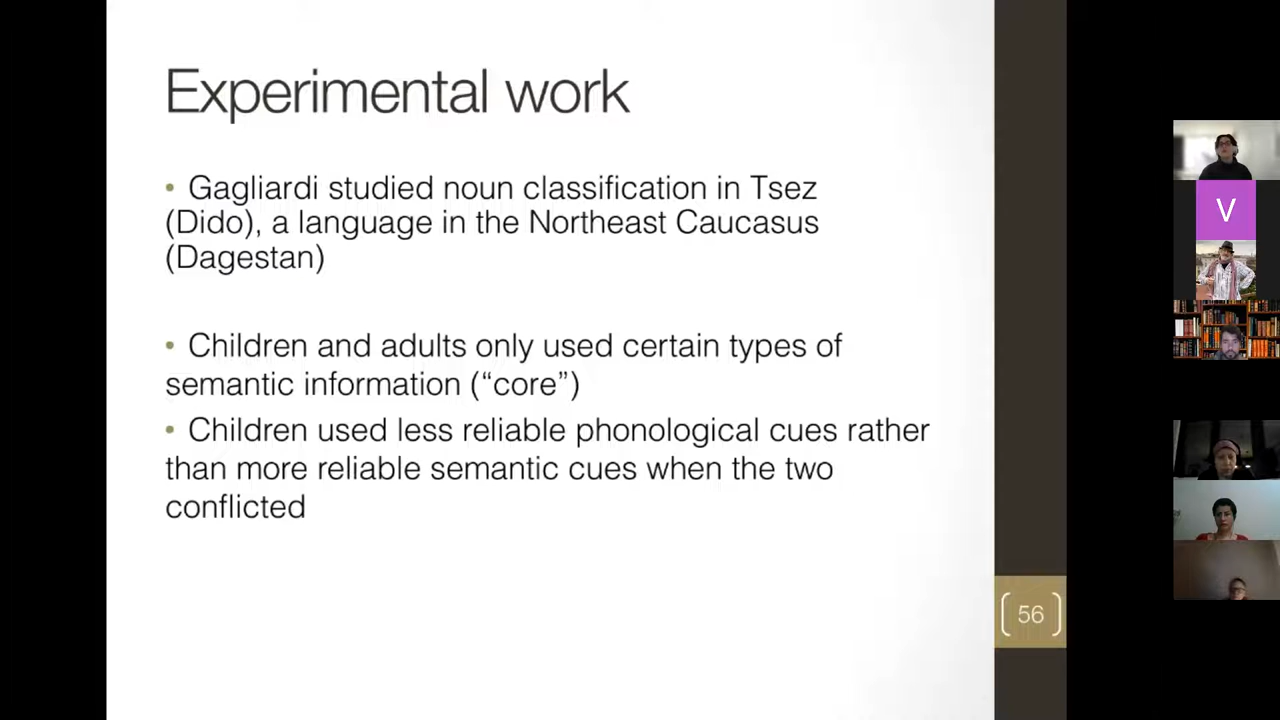 Experimental work
• Gagliardi studied noun classification in Tsez
(Dido), a language in the Northeast Caucasus
(Dagestan)
• Children and adults only used certain types of
semantic information (“core”)
• Children used less reliable phonological cues rather
than more reliable semantic cues when the two
conflicted
56
V